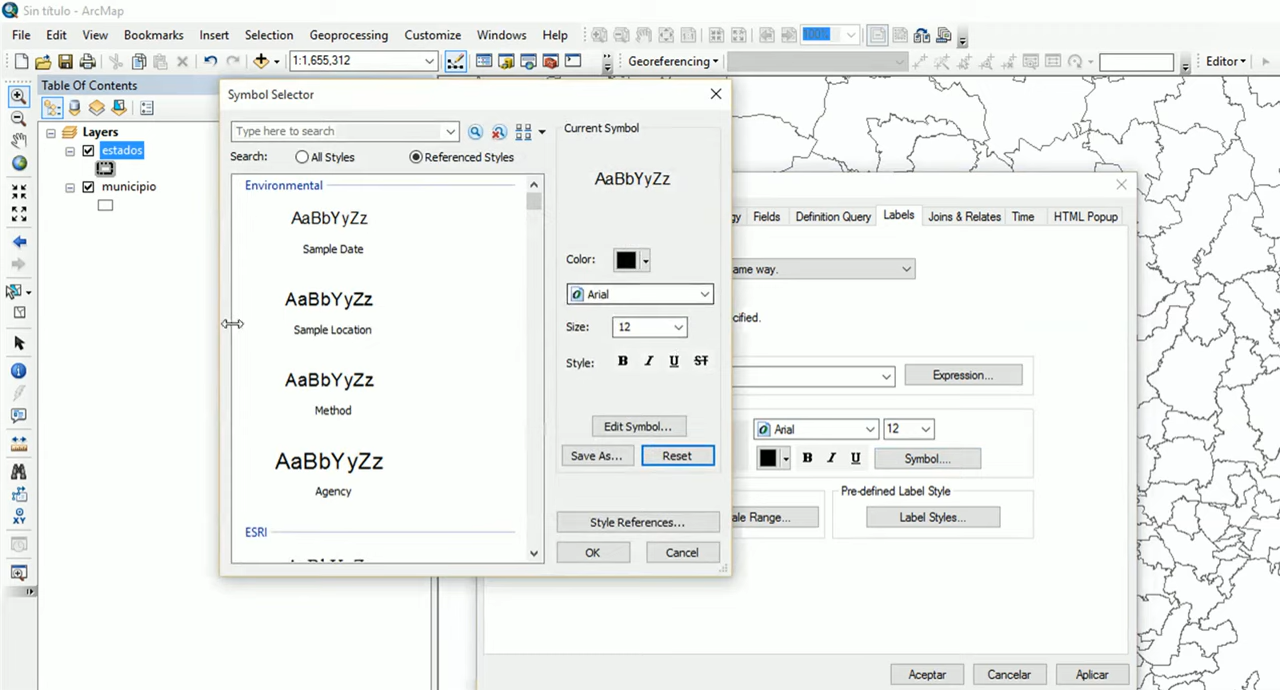 Sin título - ArcMap
File Edit View Bookmarks Insert Selection Geoprocessing Customize Windows Help
1:1,655,312
Georeferencing
Editor
Table Of Contents
Layers
estados
municipio
Symbol Selector
Type here to search
Search: All Styles Referenced Styles
Environmental
AaBbYyZz
Sample Date
AaBbYyZz
Sample Location
AaBbYyZz
Method
AaBbYyZz
Agency
ESRI
Current Symbol
AaBbYyZz
Color:
Arial
Size: 12
Style: B I U ST
Edit Symbol...
Save As... Reset
Style References...
OK Cancel
Fields Definition Query Labels Joins & Relates Time HTML Popup
way.
Expression...
Arial 12
B I U Symbol....
Pre-defined Label Style
Range... Label Styles...
Aceptar Cancelar Aplicar